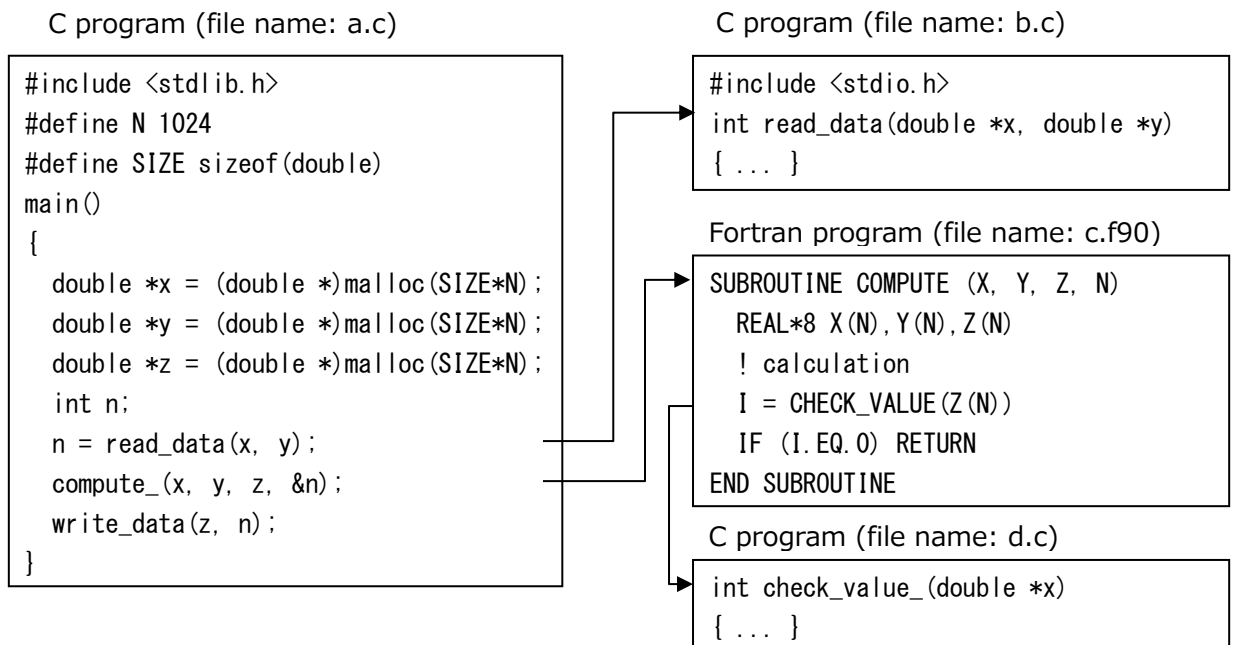 C program (file name: a.c)
#include <stdlib.h>
#define N 1024
#define SIZE sizeof(double)
main()
{
double *x = (double *)malloc(SIZE*N);
double *y = (double *)malloc(SIZE*N);
double *z = (double *)malloc(SIZE*N);
int n;
n = read_data(x, y);
compute_(x, y, z, &n);
write_data(z, n);
}
C program (file name: b.c)
#include <stdio.h>
int read_data(double *x, double *y)
{ ... }
Fortran program (file name: c.f90)
SUBROUTINE COMPUTE (X, Y, Z, N)
REAL*8 X(N),Y(N),Z(N)
! calculation
I = CHECK_VALUE(Z(N))
IF (I.EQ.0) RETURN
END SUBROUTINE
C program (file name: d.c)
int check_value_(double *x)
{ ... }